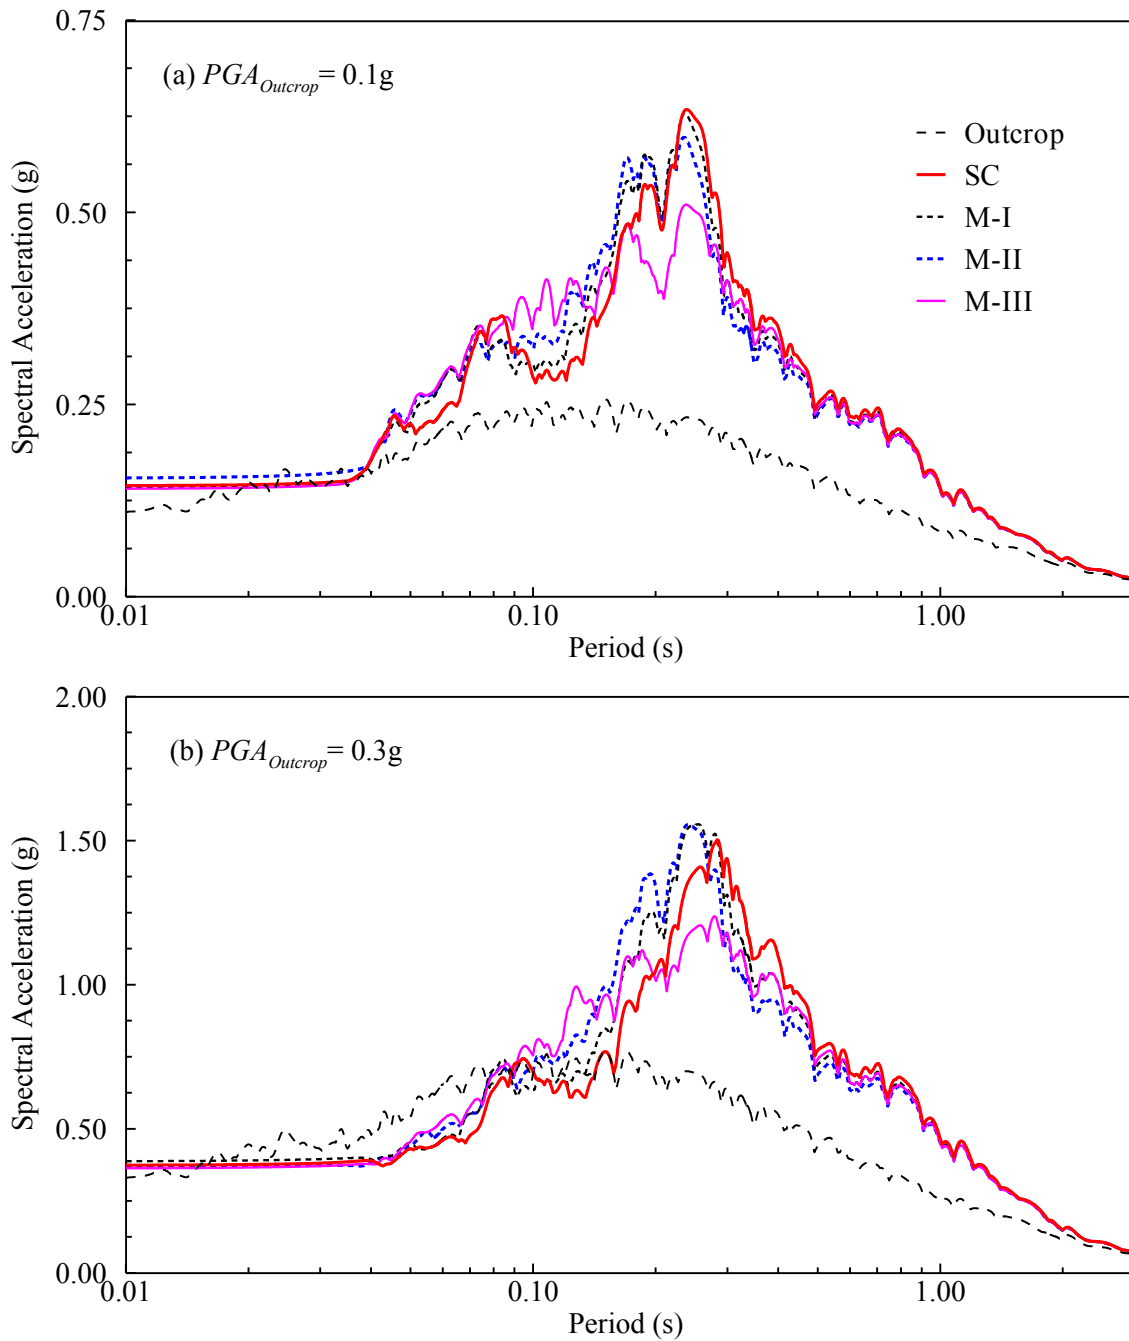 0.75
(a) PGA_Outcrop= 0.1g
Outcrop
SC
M-I
M-II
M-III
0.50
0.25
0.00
Spectral Acceleration (g)
0.01 0.10 1.00
Period (s)
2.00
(b) PGA_Outcrop= 0.3g
1.50
1.00
0.50
0.00
Spectral Acceleration (g)
0.01 0.10 1.00
Period (s)